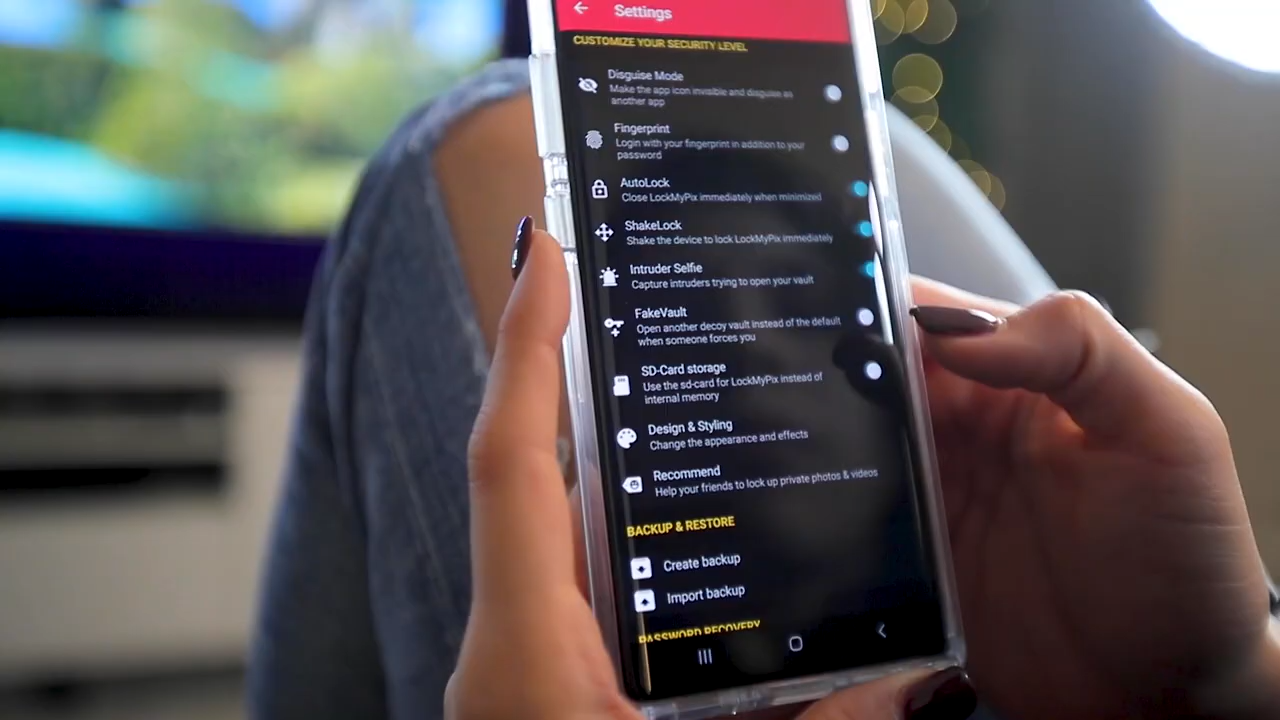 Settings
CUSTOMIZE YOUR SECURITY LEVEL
Disguise Mode
Make the app icon invisible and disguise as
another app
Fingerprint
Login with your fingerprint in addition to your
password
AutoLock
Close LockMyPix immediately when minimized
ShakeLock
Shake the device to lock LockMyPix immediately
Intruder Selfie
Capture intruders trying to open your vault
FakeVault
Open another decoy vault instead of the default
when someone forces you
SD-Card storage
Use the sd-card for LockMyPix instead of
internal memory
Design & Styling
Change the appearance and effects
Recommend
Help your friends to lock up private photos & videos
BACKUP & RESTORE
Create backup
Import backup
PASSWORD RECOVERY